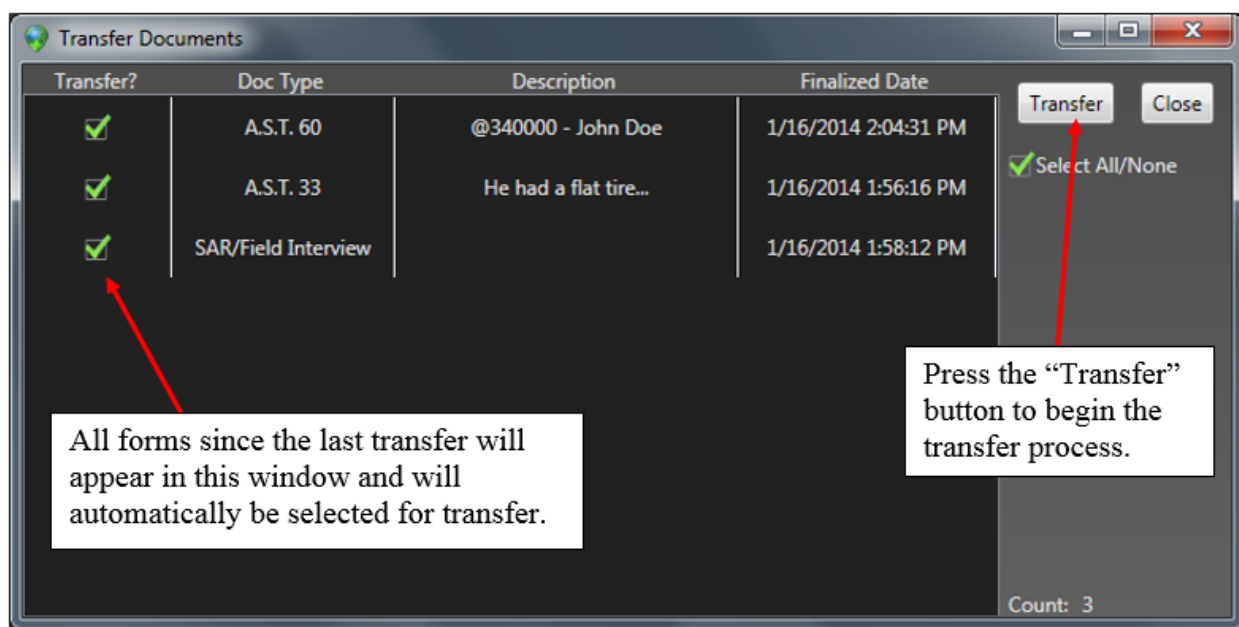 Transfer Documents
Transfer? Doc Type Description Finalized Date
Transfer Close
A.S.T. 60 @340000 - John Doe 1/16/2014 2:04:31 PM
Select All/None
A.S.T. 33 He had a flat tire... 1/16/2014 1:56:16 PM
SAR/Field Interview 1/16/2014 1:58:12 PM
Press the “Transfer”
button to begin the
transfer process.
All forms since the last transfer will
appear in this window and will
automatically be selected for transfer.
Count: 3